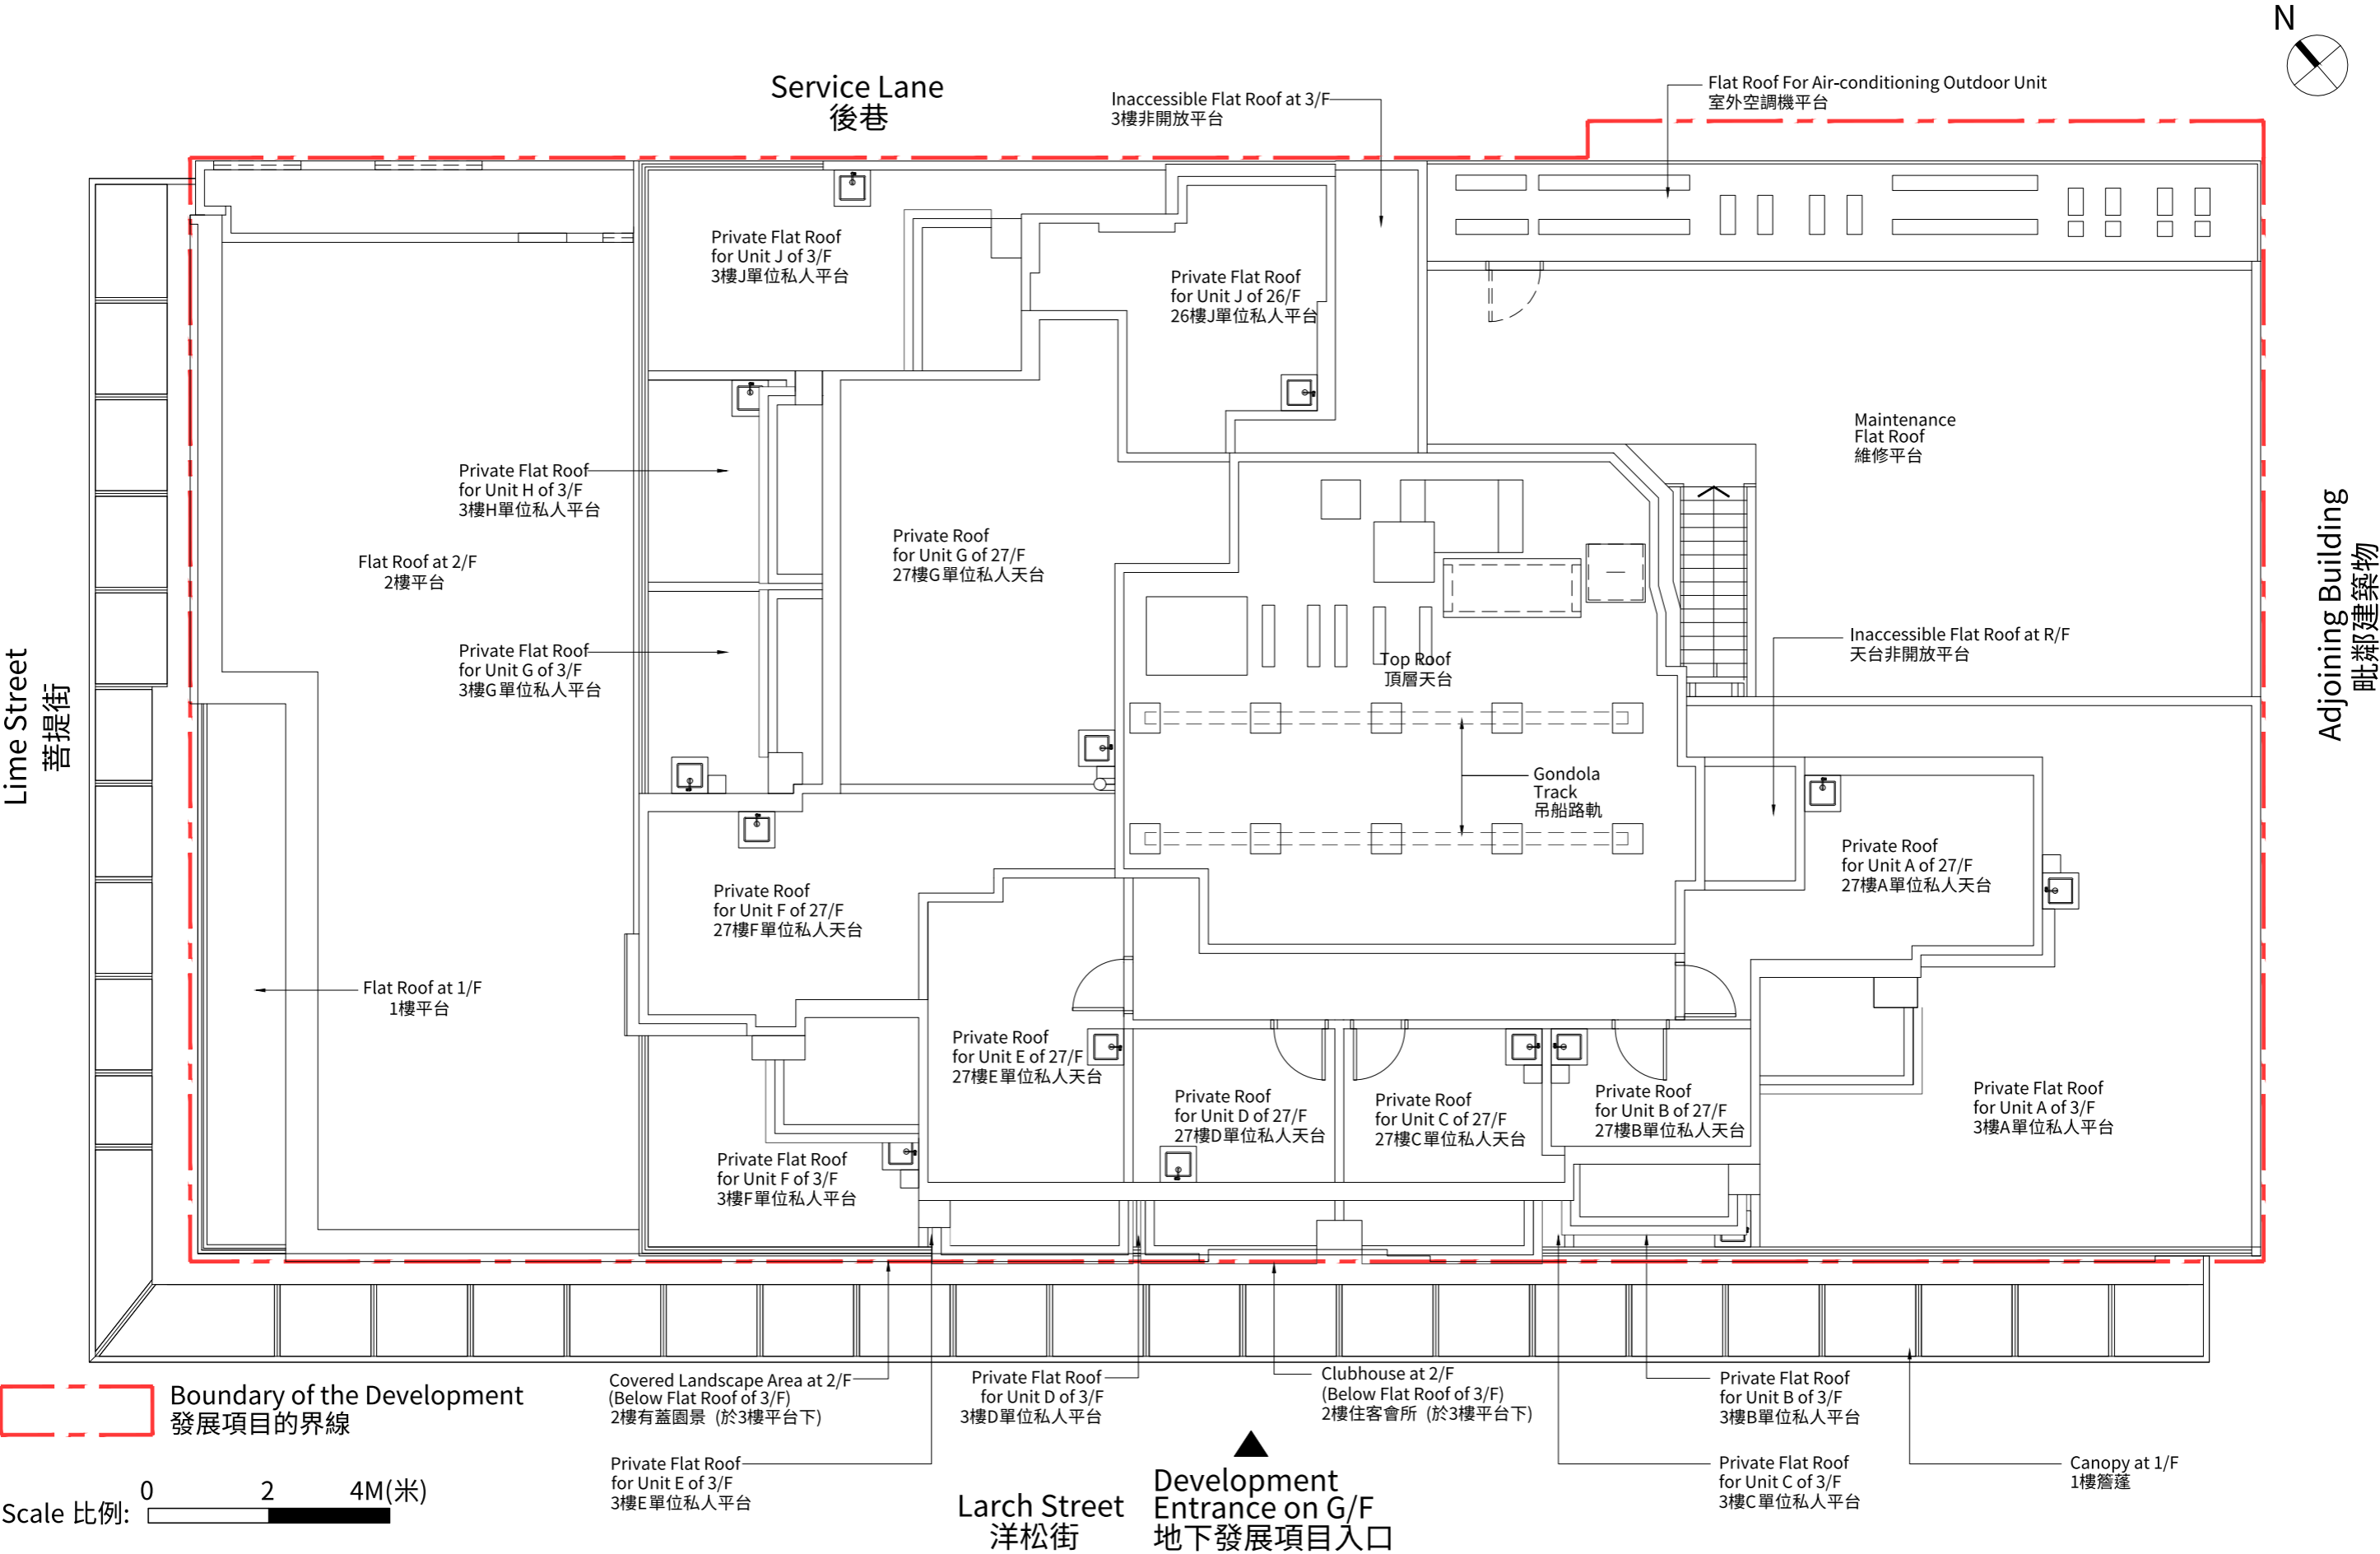 N
Service Lane
後巷
Inaccessible Flat Roof at 3/F
3樓非開放平台
Flat Roof For Air-conditioning Outdoor Unit
室外空調機平台
Private Flat Roof
for Unit J of 3/F
3樓J單位私人平台
Private Flat Roof
for Unit J of 26/F
26樓J單位私人平台
Maintenance
Flat Roof
維修平台
Private Flat Roof
for Unit H of 3/F
3樓H單位私人平台
Flat Roof at 2/F
2樓平台
Private Roof
for Unit G of 27/F
27樓G單位私人天台
Private Flat Roof
for Unit G of 3/F
3樓G單位私人平台
Top Roof
頂層天台
Inaccessible Flat Roof at R/F
天台非開放平台
Adjoining Building
毗鄰建築物
Lime Street
菩提街
Gondola
Track
吊船路軌
Private Roof
for Unit A of 27/F
27樓A單位私人天台
Private Roof
for Unit F of 27/F
27樓F單位私人天台
Flat Roof at 1/F
1樓平台
Private Roof
for Unit E of 27/F
27樓E單位私人天台
Private Roof
for Unit D of 27/F
27樓D單位私人天台
Private Roof
for Unit C of 27/F
27樓C單位私人天台
Private Roof
for Unit B of 27/F
27樓B單位私人天台
Private Flat Roof
for Unit A of 3/F
3樓A單位私人平台
Private Flat Roof
for Unit F of 3/F
3樓F單位私人平台
Covered Landscape Area at 2/F
(Below Flat Roof of 3/F)
2樓有蓋園景 (於3樓平台下)
Private Flat Roof
for Unit D of 3/F
3樓D單位私人平台
Clubhouse at 2/F
(Below Flat Roof of 3/F)
2樓住客會所 (於3樓平台下)
Private Flat Roof
for Unit B of 3/F
3樓B單位私人平台
Boundary of the Development
發展項目的界線
Private Flat Roof
for Unit E of 3/F
3樓E單位私人平台
Private Flat Roof
for Unit C of 3/F
3樓C單位私人平台
Canopy at 1/F
1樓簷蓬
Larch Street
洋松街
Development
Entrance on G/F
地下發展項目入口
0 2 4M(米)
Scale 比例: